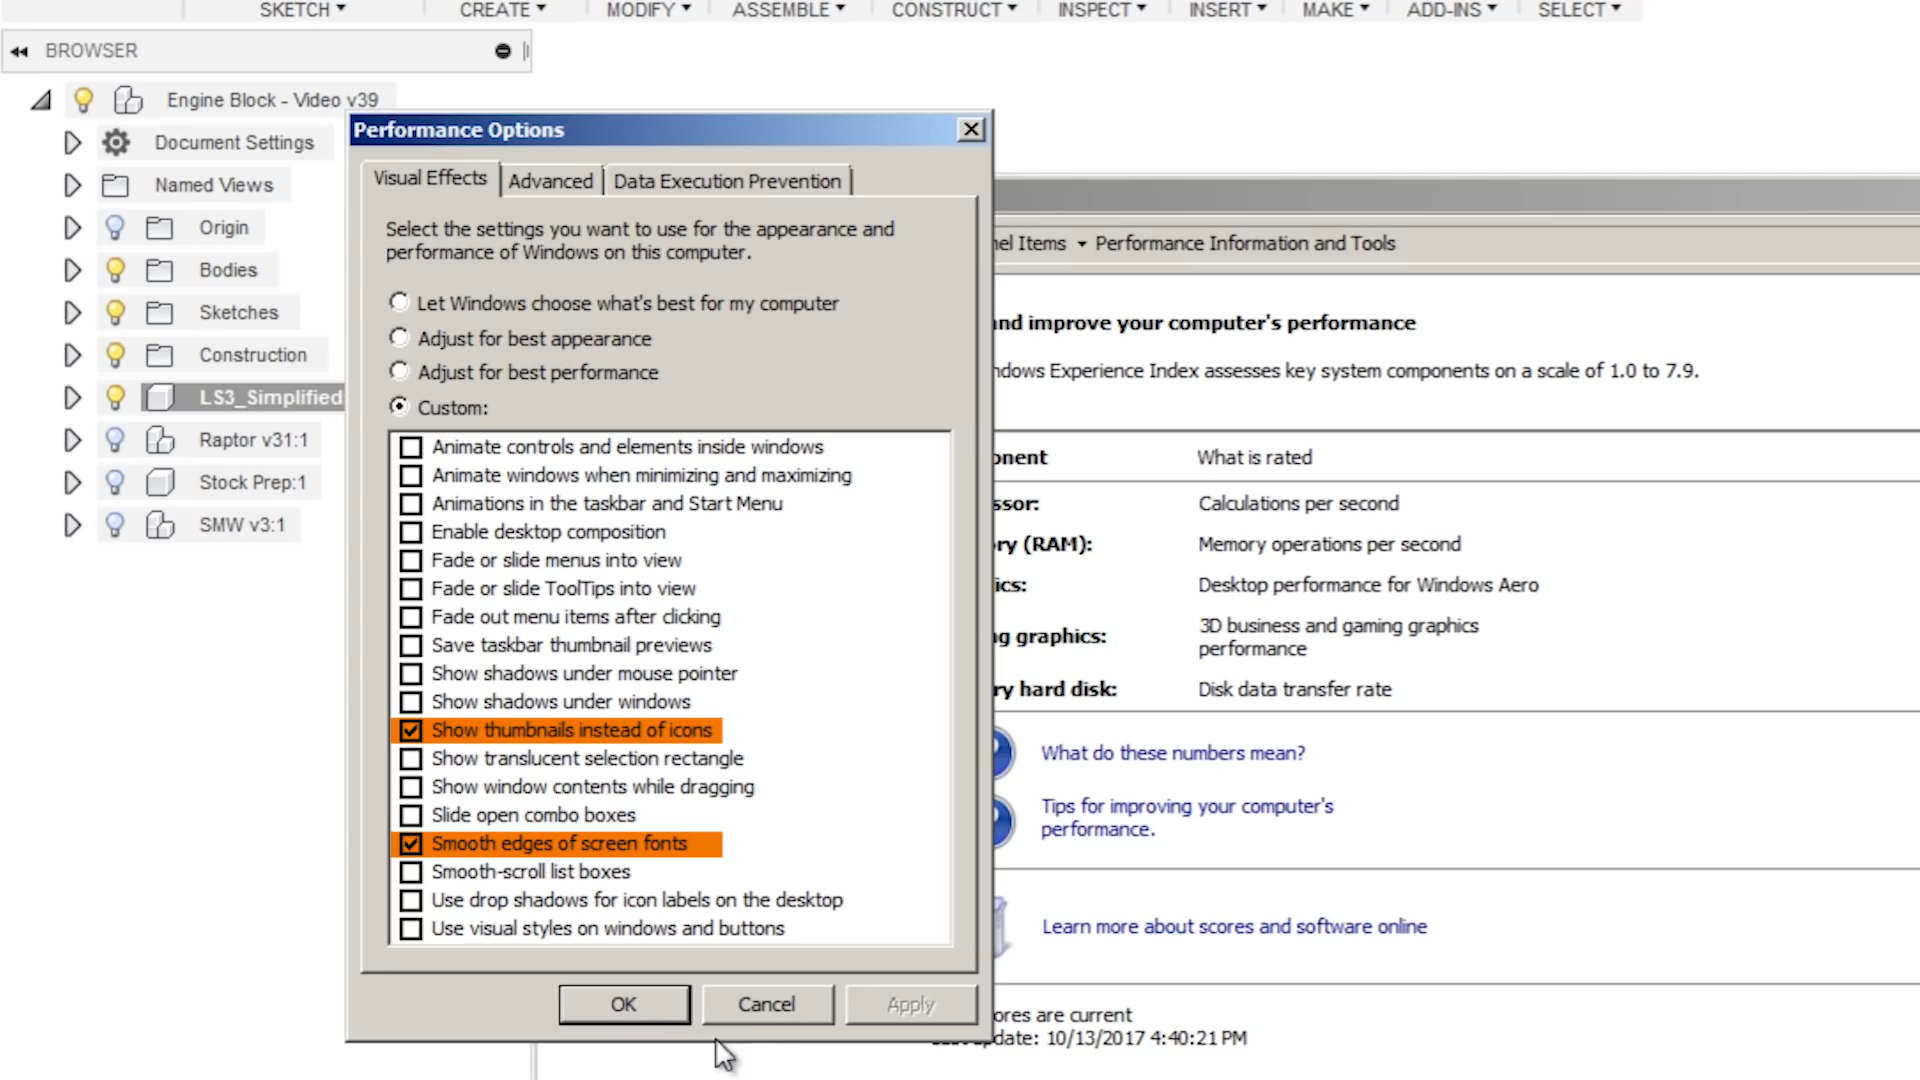 SKETCH CREATE MODIFY ASSEMBLE CONSTRUCT INSPECT INSERT MAKE ADD-INS SELECT
BROWSER
Engine Block - Video v39
Document Settings
Named Views
Origin
Bodies
Sketches
Construction
LS3_Simplified
Raptor v31:1
Stock Prep:1
SMW v3:1
Performance Options
Visual Effects Advanced Data Execution Prevention
Select the settings you want to use for the appearance and
performance of Windows on this computer.
Let Windows choose what's best for my computer
Adjust for best appearance
Adjust for best performance
Custom:
Animate controls and elements inside windows
Animate windows when minimizing and maximizing
Animations in the taskbar and Start Menu
Enable desktop composition
Fade or slide menus into view
Fade or slide ToolTips into view
Fade out menu items after clicking
Save taskbar thumbnail previews
Show shadows under mouse pointer
Show shadows under windows
Show thumbnails instead of icons
Show translucent selection rectangle
Show window contents while dragging
Slide open combo boxes
Smooth edges of screen fonts
Smooth-scroll list boxes
Use drop shadows for icon labels on the desktop
Use visual styles on windows and buttons
OK Cancel Apply
Items Performance Information and Tools
improve your computer's performance
Experience Index assesses key system components on a scale of 1.0 to 7.9.
What is rated
Calculations per second
(RAM): Memory operations per second
Desktop performance for Windows Aero
graphics: 3D business and gaming graphics
performance
hard disk: Disk data transfer rate
What do these numbers mean?
Tips for improving your computer's
performance.
Learn more about scores and software online
are current
10/13/2017 4:40:21 PM